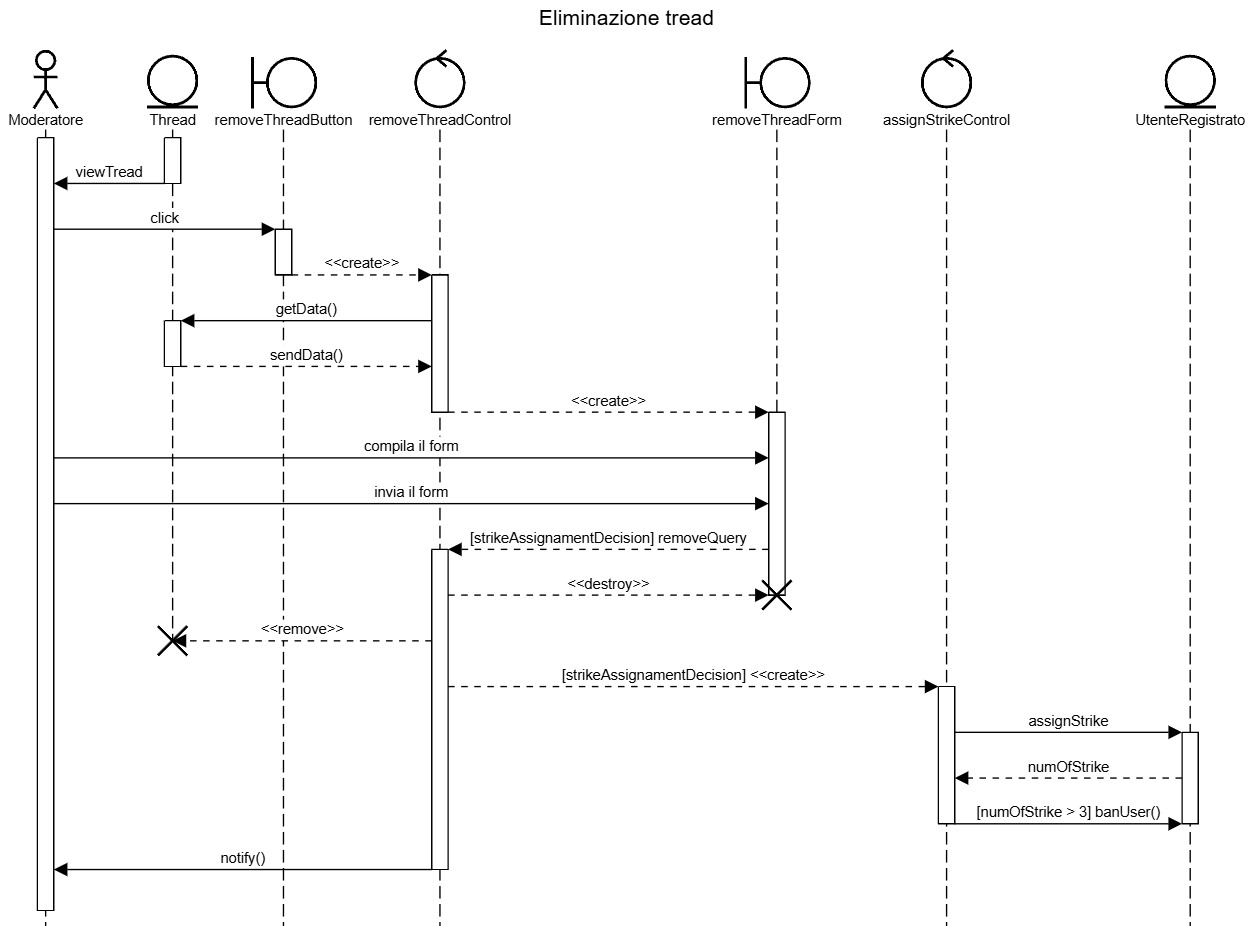 Eliminazione tread
Moderatore
Thread
removeThreadButton
removeThreadControl
removeThreadForm
assignStrikeControl
UtenteRegistrato
viewTread
click
<<create>>
getData()
sendData()
<<create>>
compila il form
invia il form
[strikeAssignamentDecision] removeQuery
<<destroy>>
<<remove>>
[strikeAssignamentDecision] <<create>>
assignStrike
numOfStrike
[numOfStrike > 3] banUser()
notify()